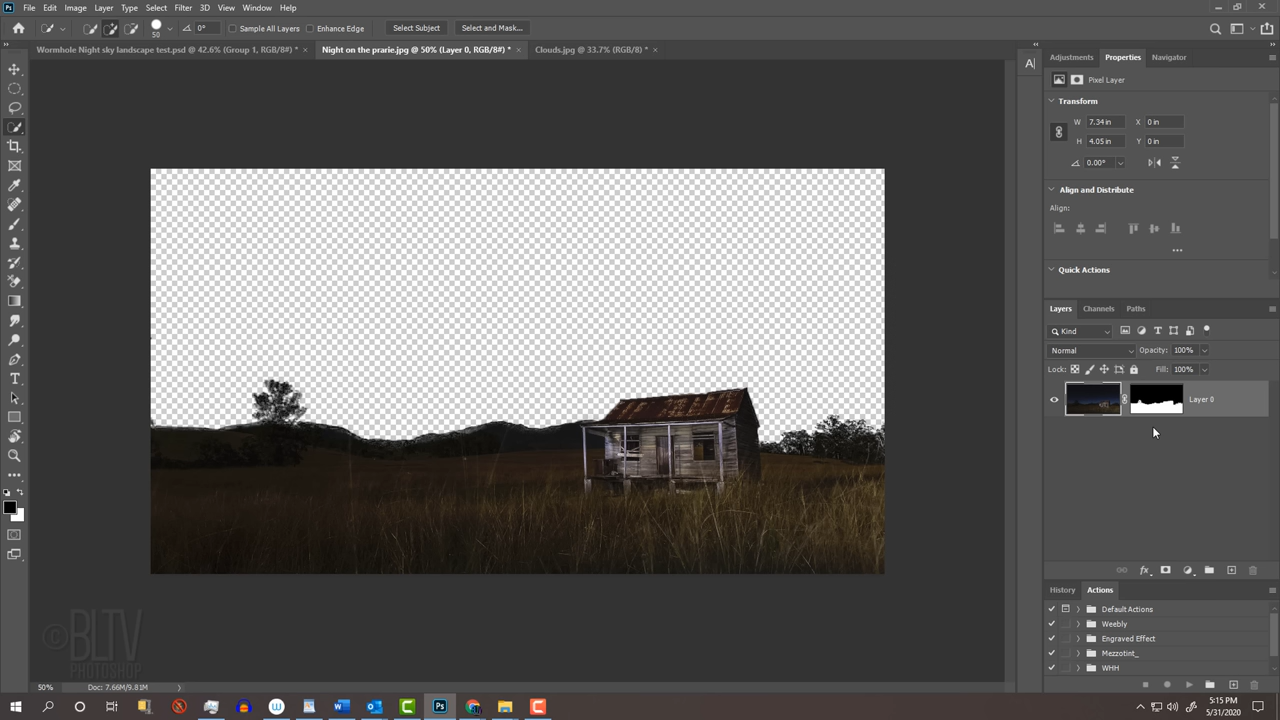 File Edit Image Layer Type Select Filter 3D View Window Help
50 0° Sample All Layers Enhance Edge Select Subject Select and Mask...
Wormhole Night sky landscape test.psd @ 42.6% (Group 1, RGB/8#) * × Night on the prarie.jpg @ 50% (Layer 0, RGB/8#) * × Clouds.jpg @ 33.7% (RGB/8) * ×
Adjustments Properties Navigator
Pixel Layer
Transform
W 7.34 in X 0 in
H 4.05 in Y 0 in
0.00°
Align and Distribute
Align:
Quick Actions
Layers Channels Paths
Kind
Normal Opacity: 100%
Lock: Fill: 100%
Layer 0
History Actions
Default Actions
Weebly
Engraved Effect
Mezzotint_
WHH
©BLTV
PHOTOSHOP
50% Doc: 7.66M/9.81M
5:15 PM
5/31/2020